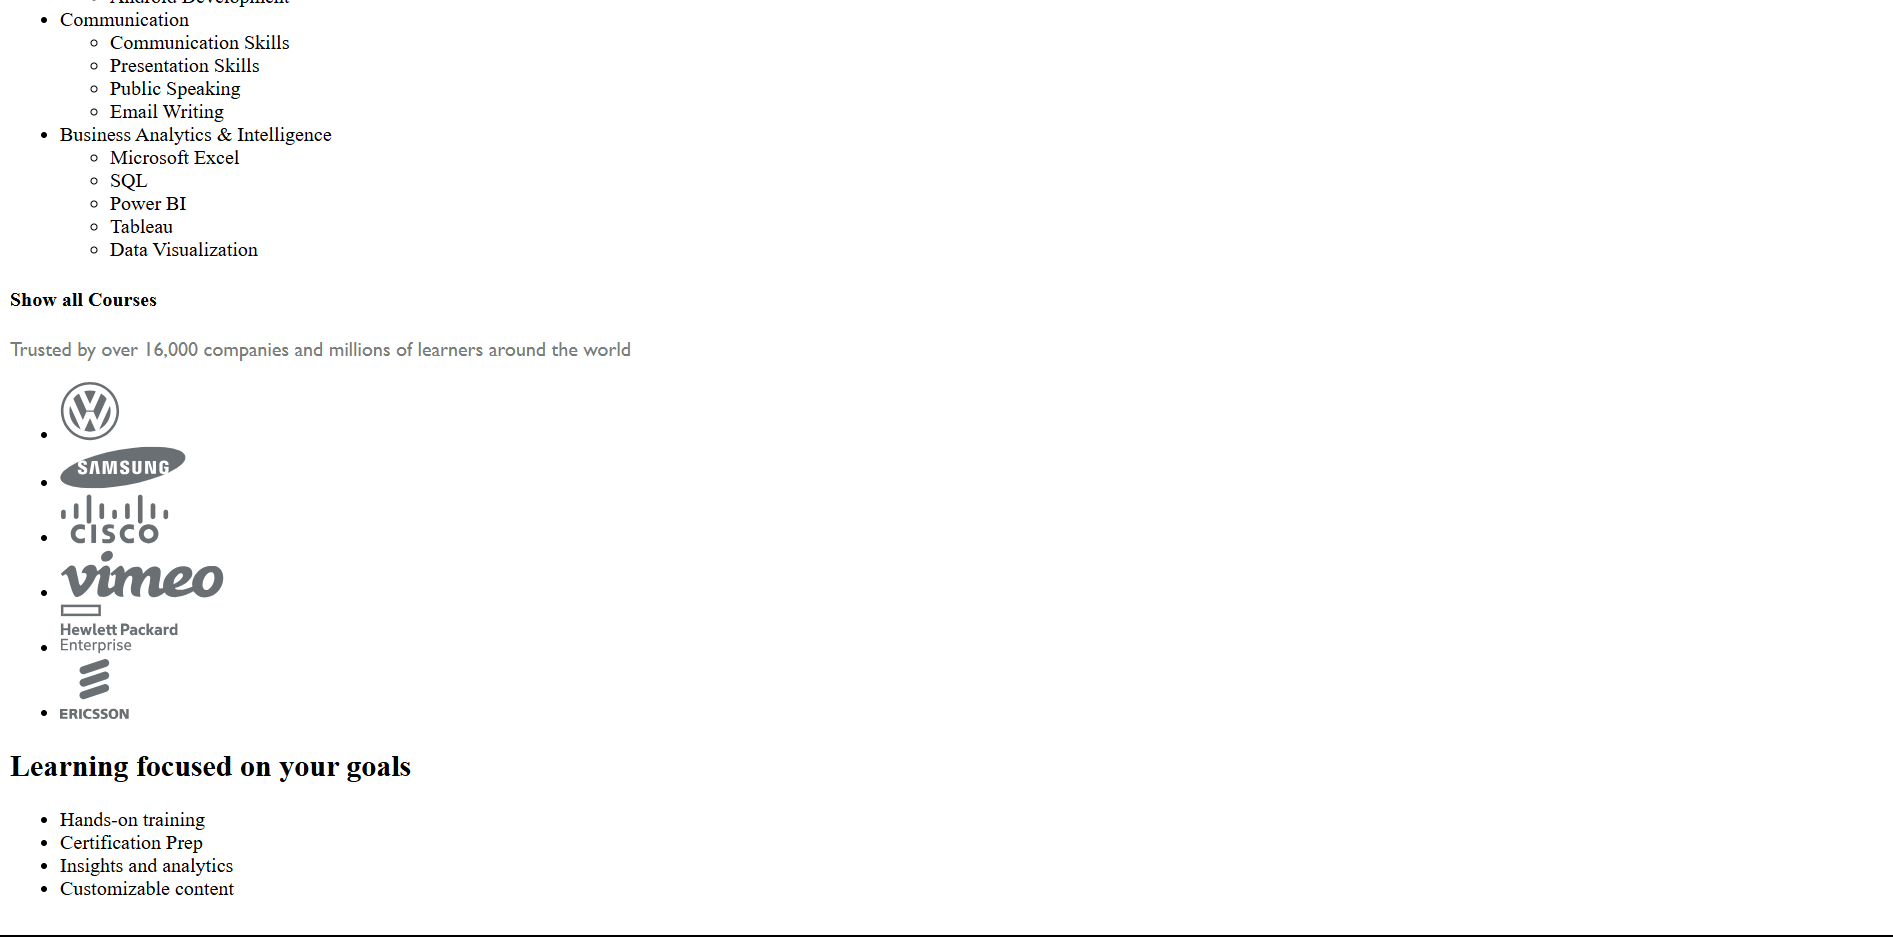 Communication
Communication Skills
Presentation Skills
Public Speaking
Email Writing
Business Analytics & Intelligence
Microsoft Excel
SQL
Power BI
Tableau
Data Visualization
Show all Courses
Trusted by over 16,000 companies and millions of learners around the world
SAMSUNG
CISCO
vimeo
Hewlett Packard
Enterprise
ERICSSON
Learning focused on your goals
Hands-on training
Certification Prep
Insights and analytics
Customizable content